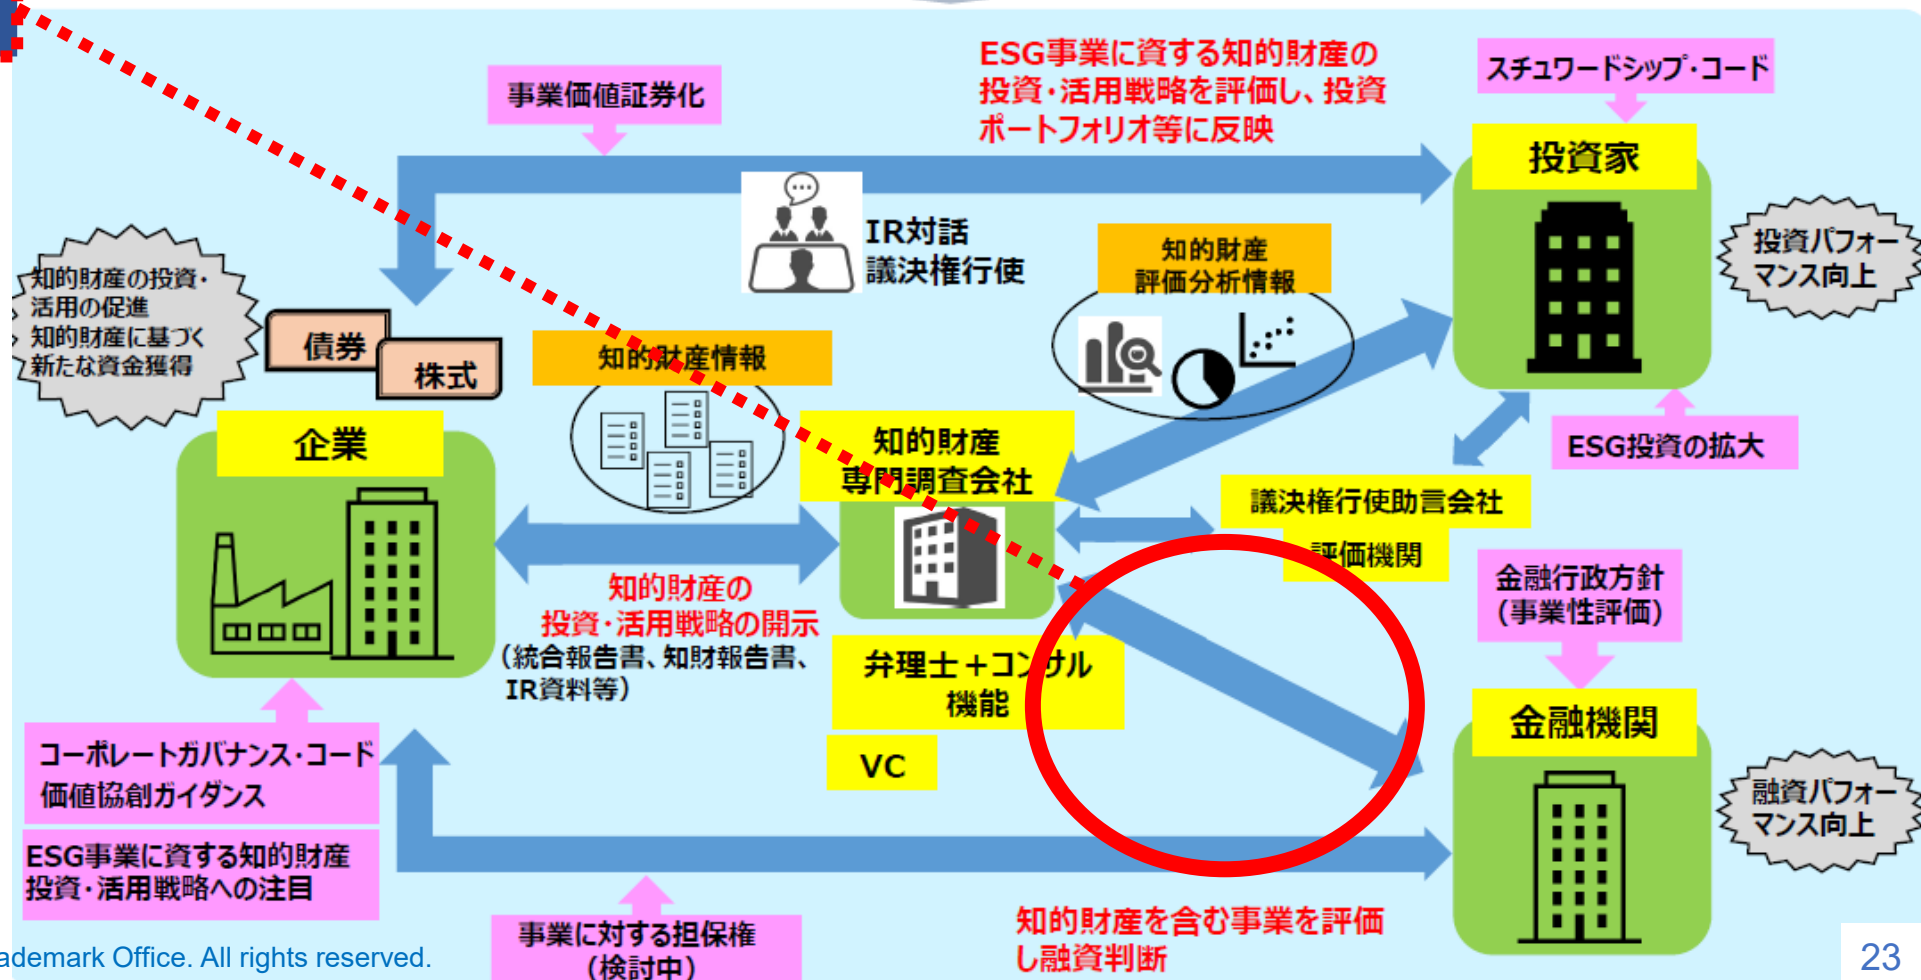 ESG事業に資する知的財産の
投資・活用戦略を評価し、投資
ポートフォリオ等に反映
スチュワードシップ・コード
事業価値証券化
投資家
IR対話
議決権行使
知的財産
評価分析情報
投資パフォー
マンス向上
知的財産の投資・
活用の促進
知的財産に基づく
新たな資金獲得
債券
株式
知的財産情報
企業
知的財産
専門調査会社
ESG投資の拡大
議決権行使助言会社
評価機関
知的財産の
投資・活用戦略の開示
（統合報告書、知財報告書、
IR資料等）
金融行政方針
（事業性評価）
弁理士＋コンサル
機能
VC
金融機関
コーポレートガバナンス・コード
価値協創ガイダンス
融資パフォー
マンス向上
ESG事業に資する知的財産
投資・活用戦略への注目
事業に対する担保権
（検討中）
知的財産を含む事業を評価
し融資判断
ademark Office. All rights reserved.
23